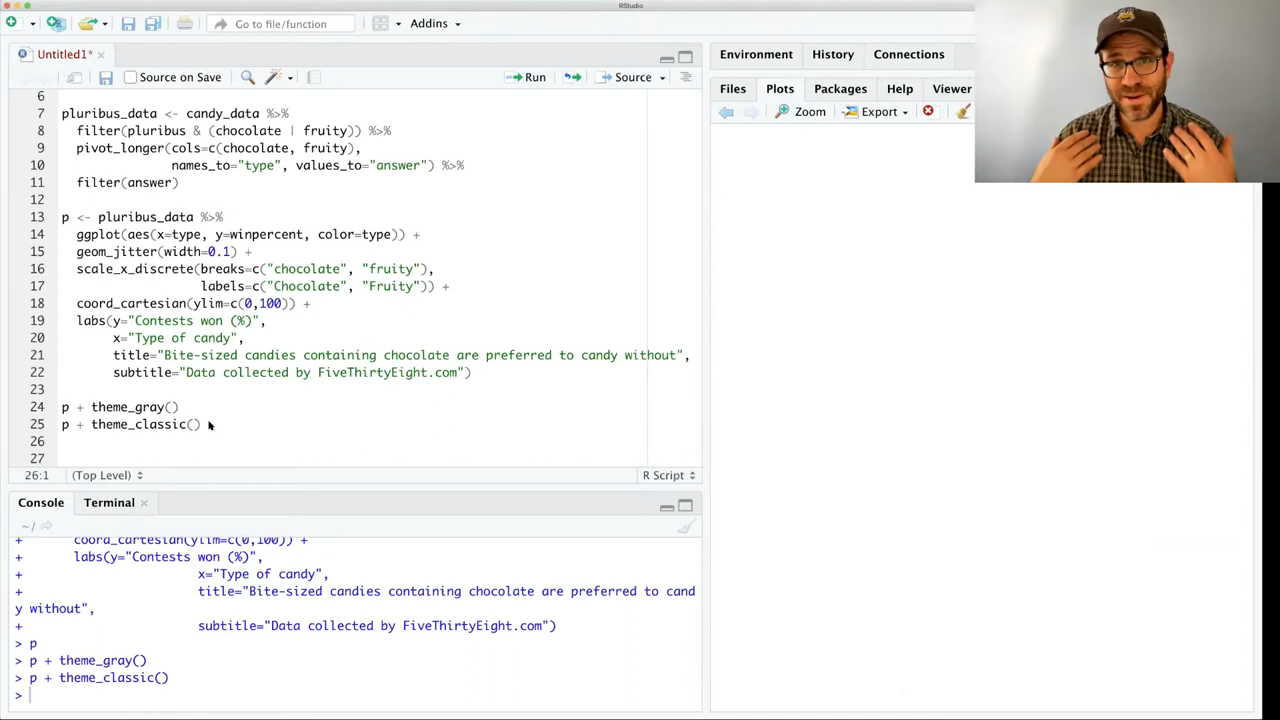 RStudio
Go to file/function
Addins
Untitled1*
Source on Save
Run
Source
6
7 pluribus_data <- candy_data %>%
8 filter(pluribus & (chocolate | fruity)) %>%
9 pivot_longer(cols=c(chocolate, fruity),
10 names_to="type", values_to="answer") %>%
11 filter(answer)
12
13 p <- pluribus_data %>%
14 ggplot(aes(x=type, y=winpercent, color=type)) +
15 geom_jitter(width=0.1) +
16 scale_x_discrete(breaks=c("chocolate", "fruity"),
17 labels=c("Chocolate", "Fruity")) +
18 coord_cartesian(ylim=c(0,100)) +
19 labs(y="Contests won (%)",
20 x="Type of candy",
21 title="Bite-sized candies containing chocolate are preferred to candy without",
22 subtitle="Data collected by FiveThirtyEight.com")
23
24 p + theme_gray()
25 p + theme_classic()
26
27
26:1 (Top Level) R Script
Console Terminal
~/
+ coord_cartesian(ylim=c(0,100)) +
+ labs(y="Contests won (%)",
+ x="Type of candy",
+ title="Bite-sized candies containing chocolate are preferred to cand
y without",
+ subtitle="Data collected by FiveThirtyEight.com")
> p
> p + theme_gray()
> p + theme_classic()
>
Environment History Connections
Files Plots Packages Help Viewer
Zoom Export